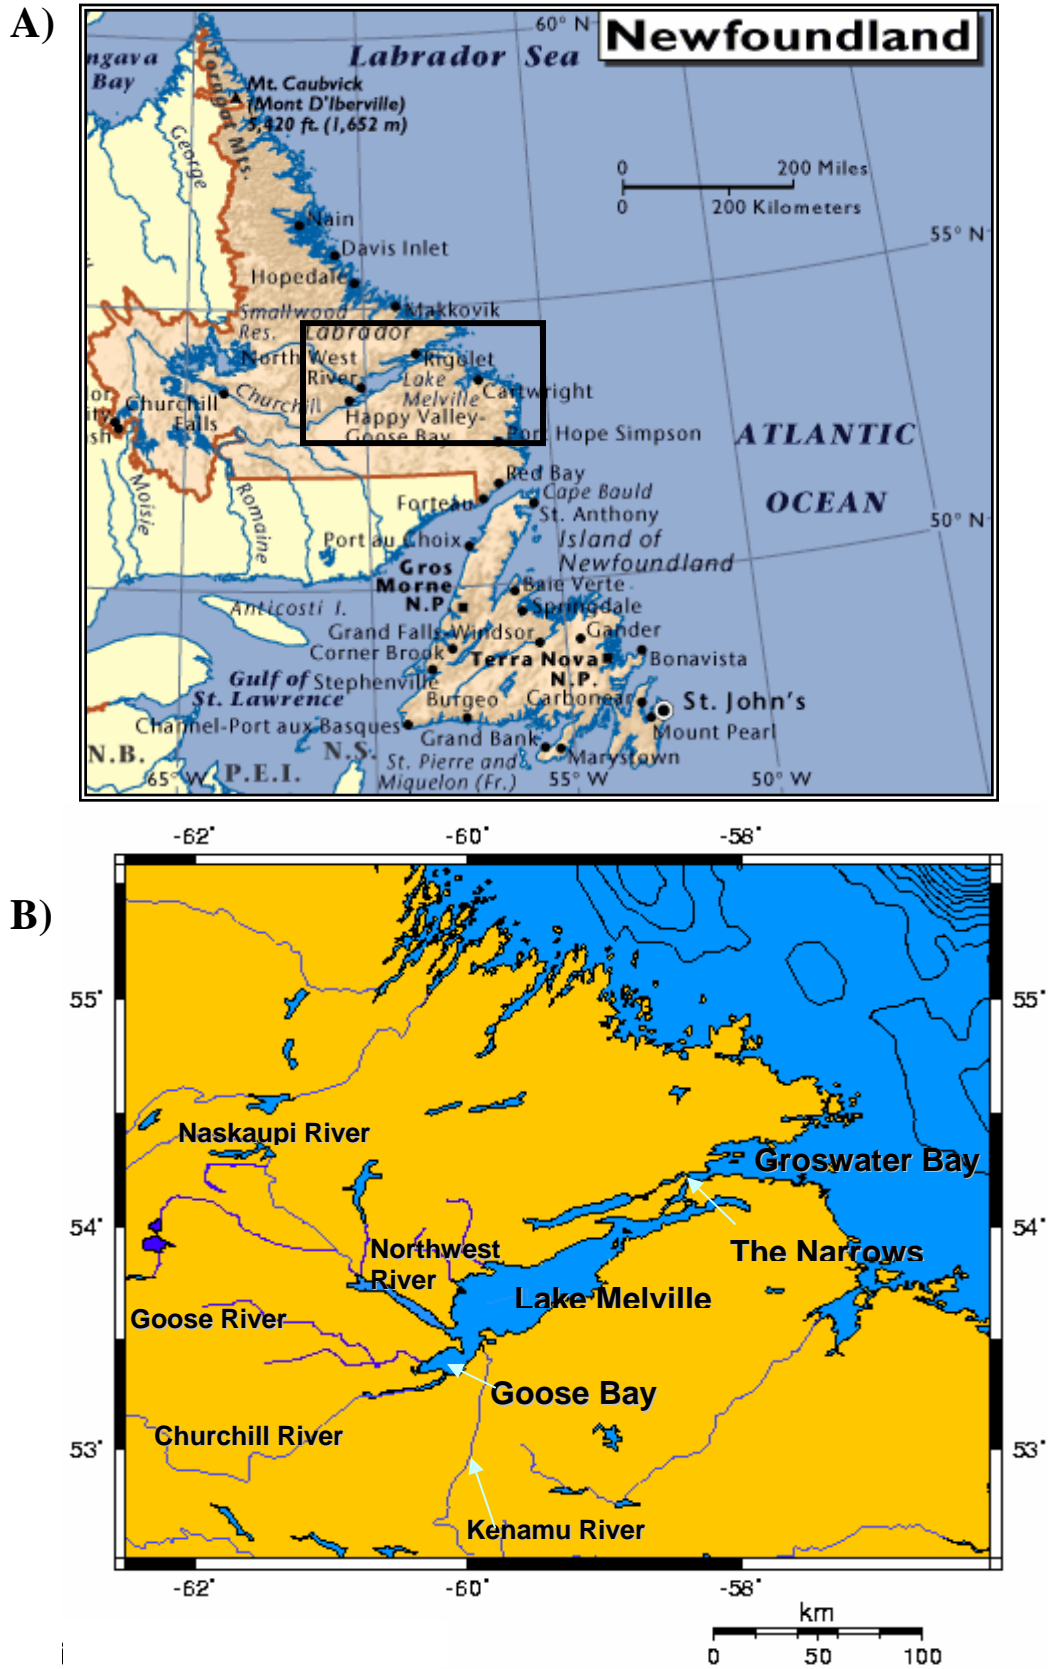 A)
Newfoundland
60° N
Labrador Sea
ngava
Bay
Torngat Mts.
Mt. Caubvick
(Mont D'Iberville)
5,420 ft. (1,652 m)
George
0 200 Miles
0 200 Kilometers
Nain
55° N
Davis Inlet
Hopedale
Makkovik
Smallwood
Res.
Labrador
North West
River
Rigolet
Lake
Melville
Cartwright
Churchill
Churchill
Falls
Happy Valley-
Goose Bay
Port Hope Simpson
ATLANTIC
OCEAN
Red Bay
Cape Bauld
Forteau
St. Anthony
50° N
Moisie
Romaine
Port au Choix
Island of
Newfoundland
Gros
Morne
N.P.
Baie Verte
Springdale
Anticosti I.
Grand Falls-Windsor
Gander
Corner Brook
Terra Nova
N.P.
Bonavista
Gulf of
St. Lawrence
Stephenville
Burgeo
Carbonear
St. John's
Channel-Port aux Basques
Mount Pearl
Grand Bank
Marystown
N.B.
N.S.
St. Pierre and
Miquelon (Fr.)
P.E.I.
65° W
55° W
50° W
-62° -60° -58°
B)
55° 55°
Naskaupi River
Groswater Bay
54° 54°
Northwest
River
The Narrows
Lake Melville
Goose River
Goose Bay
Churchill River
53° 53°
Kenamu River
-62° -60° -58°
km
0 50 100